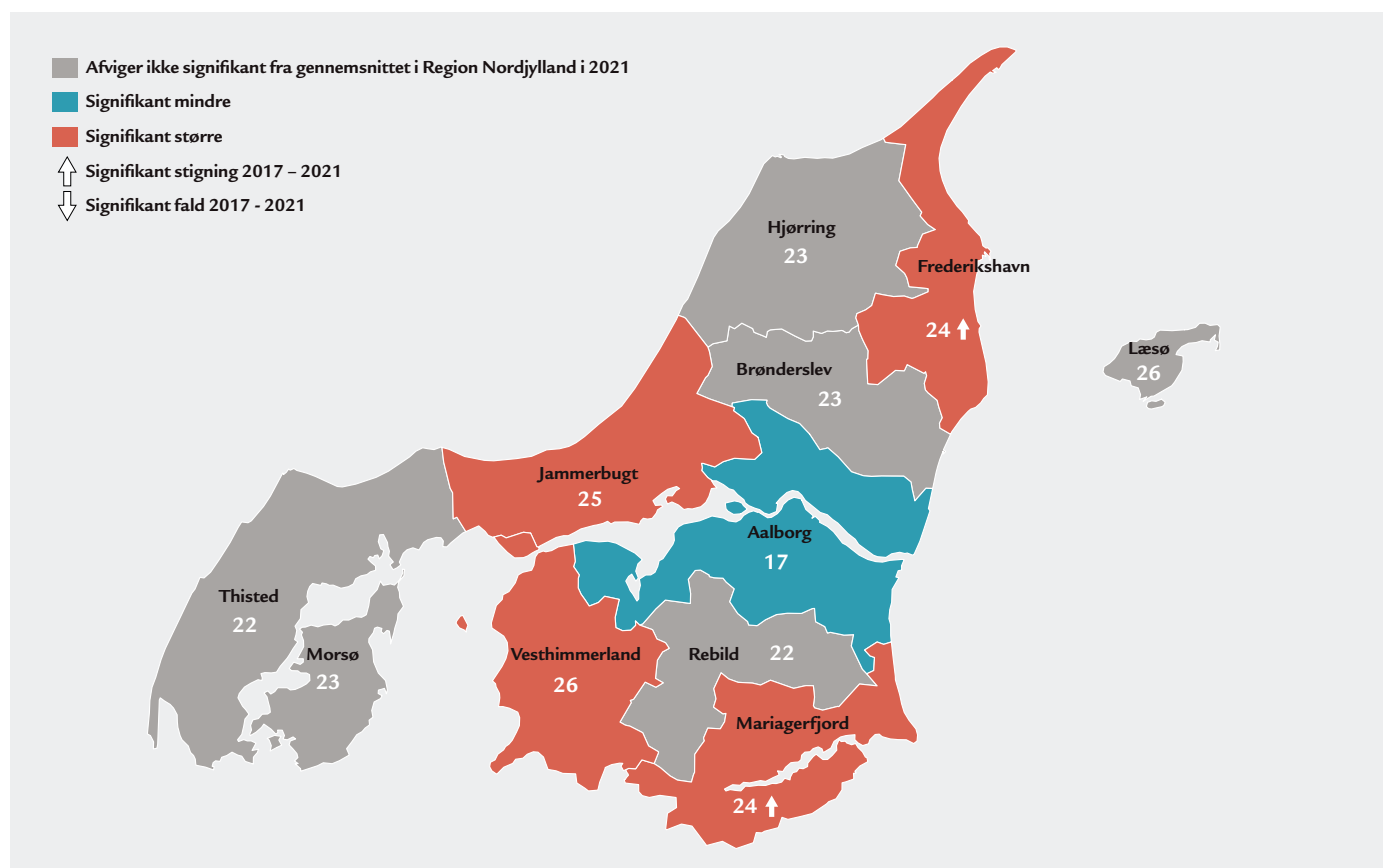 Afviger ikke signifikant fra gennemsnittet i Region Nordjylland i 2021
Signifikant mindre
Signifikant større
Signifikant stigning 2017 – 2021
Signifikant fald 2017 - 2021
Hjørring
23
Frederikshavn
24
Læsø
26
Brønderslev
23
Jammerbugt
25
Aalborg
17
Thisted
22
Morsø
23
Vesthimmerland
26
Rebild 22
Mariagerfjord
24